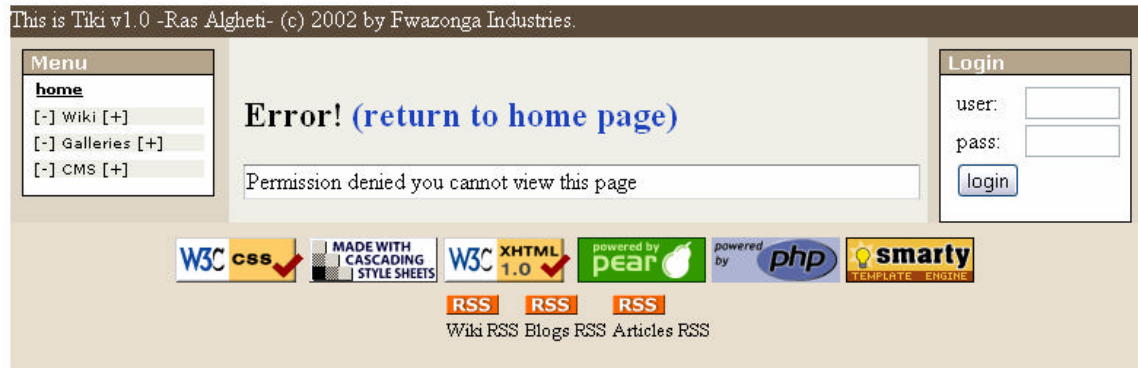 This is Tiki v1.0 -Ras Algheti- (c) 2002 by Fwazonga Industries.
Menu
home
[-] Wiki [+]
[-] Galleries [+]
[-] CMS [+]
Error! (return to home page)
Permission denied you cannot view this page
Login
user:
pass:
login
W3C css
MADE WITH
CASCADING
STYLE SHEETS
W3C XHTML
1.0
powered by
pear
powered
by php
smarty
TEMPLATE ENGINE
RSS RSS RSS
Wiki RSS Blogs RSS Articles RSS